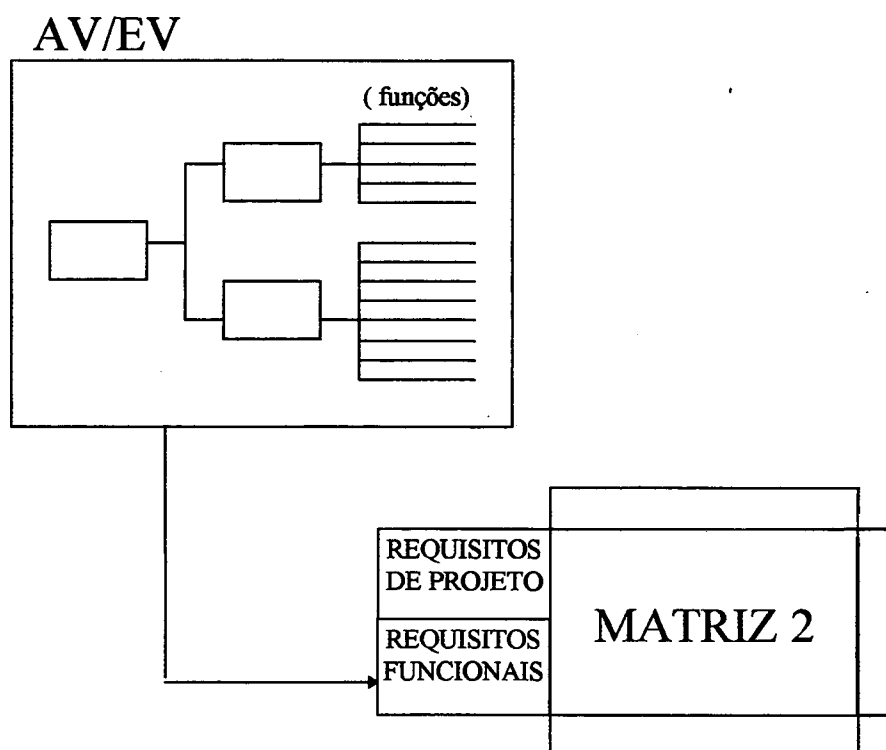 AV/EV
( funções)
REQUISITOS
DE PROJETO
REQUISITOS
FUNCIONAIS
MATRIZ 2